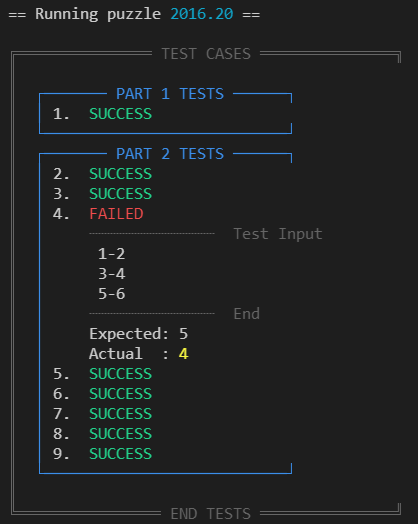 == Running puzzle 2016.20 ==
TEST CASES
PART 1 TESTS
1. SUCCESS
PART 2 TESTS
2. SUCCESS
3. SUCCESS
4. FAILED
Test Input
1-2
3-4
5-6
End
Expected: 5
Actual  : 4
5. SUCCESS
6. SUCCESS
7. SUCCESS
8. SUCCESS
9. SUCCESS
END TESTS